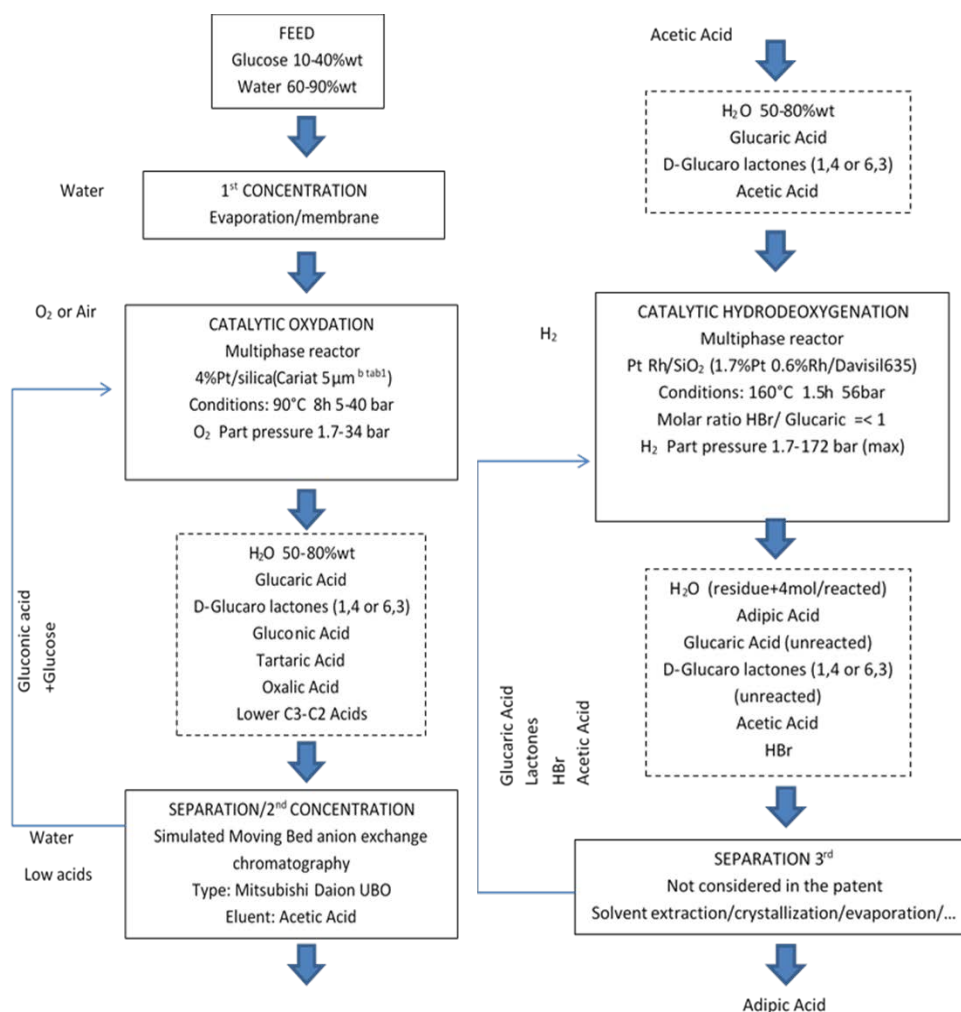 FEED
Glucose 10-40%wt
Water 60-90%wt
Water
1st CONCENTRATION
Evaporation/membrane
O2 or Air
CATALYTIC OXYDATION
Multiphase reactor
4%Pt/silica(Cariat 5µm b tab1)
Conditions: 90°C 8h 5-40 bar
O2 Part pressure 1.7-34 bar
H2O 50-80%wt
Glucaric Acid
D-Glucaro lactones (1,4 or 6,3)
Gluconic Acid
Tartaric Acid
Oxalic Acid
Lower C3-C2 Acids
Gluconic acid
+Glucose
SEPARATION/2nd CONCENTRATION
Simulated Moving Bed anion exchange
chromatography
Type: Mitsubishi Daion UBO
Eluent: Acetic Acid
Water
Low acids
Acetic Acid
H2O 50-80%wt
Glucaric Acid
D-Glucaro lactones (1,4 or 6,3)
Acetic Acid
H2
CATALYTIC HYDRODEOXYGENATION
Multiphase reactor
Pt Rh/SiO2 (1.7%Pt 0.6%Rh/Davisil635)
Conditions: 160°C 1.5h 56bar
Molar ratio HBr/ Glucaric =< 1
H2 Part pressure 1.7-172 bar (max)
H2O (residue+4mol/reacted)
Adipic Acid
Glucaric Acid (unreacted)
D-Glucaro lactones (1,4 or 6,3)
(unreacted)
Acetic Acid
HBr
Glucaric Acid
Lactones
HBr
Acetic Acid
SEPARATION 3rd
Not considered in the patent
Solvent extraction/crystallization/evaporation/...
Adipic Acid